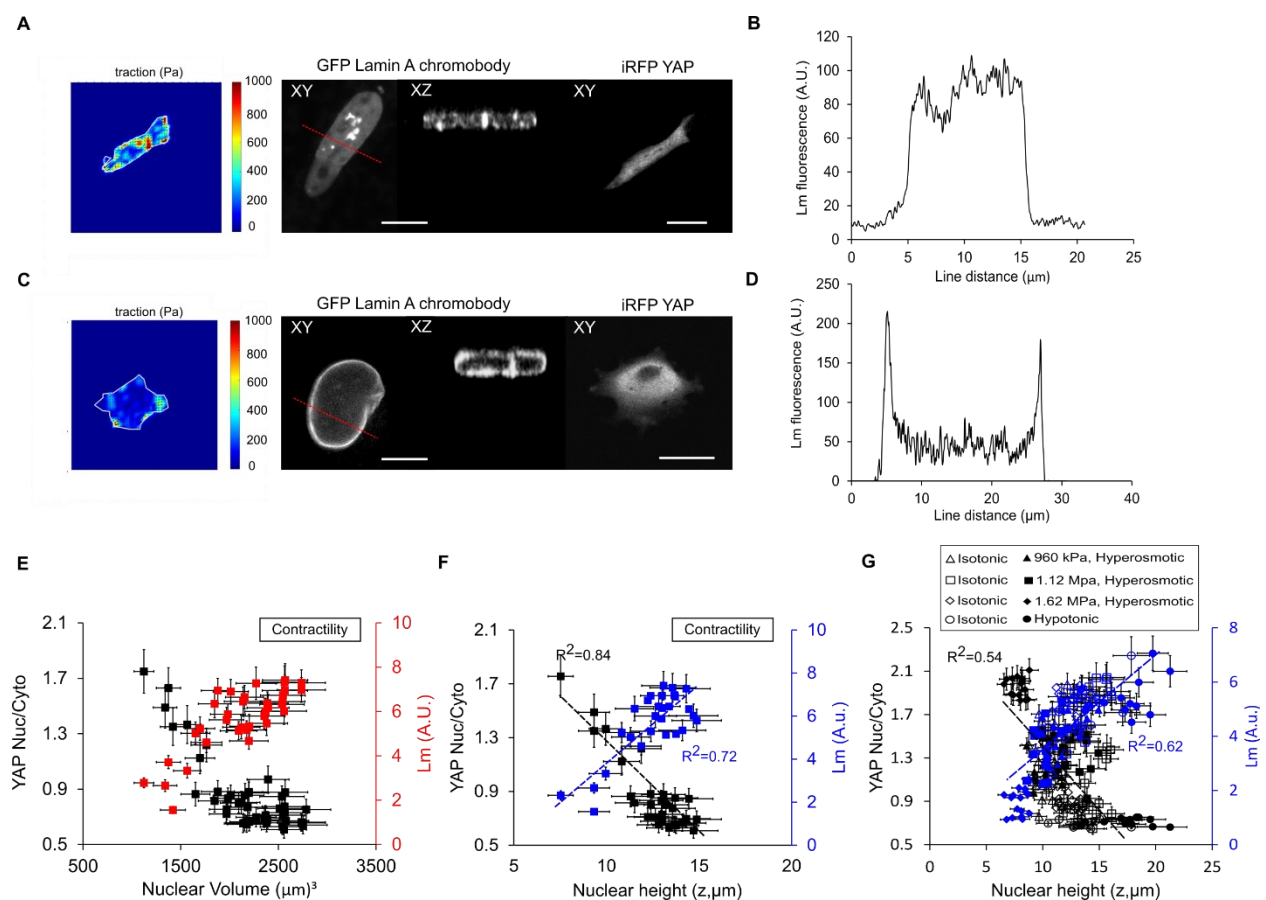 A
traction (Pa)
1000
800
600
400
200
0
GFP Lamin A chromobody
iRFP YAP
XY
XZ
XY
B
Lm fluorescence (A.U.)
120
100
80
60
40
20
0
0 5 10 15 20 25
Line distance (μm)
C
traction (Pa)
1000
800
600
400
200
0
GFP Lamin A chromobody
iRFP YAP
XY
XZ
XY
D
Lm fluorescence (A.U.)
250
200
150
100
50
0
0 10 20 30 40
Line distance (μm)
E
Contractility
YAP Nuc/Cyto
2.1
1.7
1.3
0.9
0.5
10
8
6
4
2
0
Lm (A.U.)
500 1500 2500 3500
Nuclear Volume (μm)³
F
Contractility
YAP Nuc/Cyto
2.1
1.7
1.3
0.9
0.5
R²=0.84
R²=0.72
10
8
6
4
2
0
Lm (A.u.)
5 10 15 20
Nuclear height (z,μm)
G
Isotonic 960 kPa, Hyperosmotic
Isotonic 1.12 Mpa, Hyperosmotic
Isotonic 1.62 MPa, Hyperosmotic
Isotonic Hypotonic
YAP Nuc/Cyto
2.5
2.1
1.7
1.3
0.9
0.5
R²=0.54
R²=0.62
8
6
4
2
0
Lm (A.u.)
0 5 10 15 20 25
Nuclear height (z,μm)